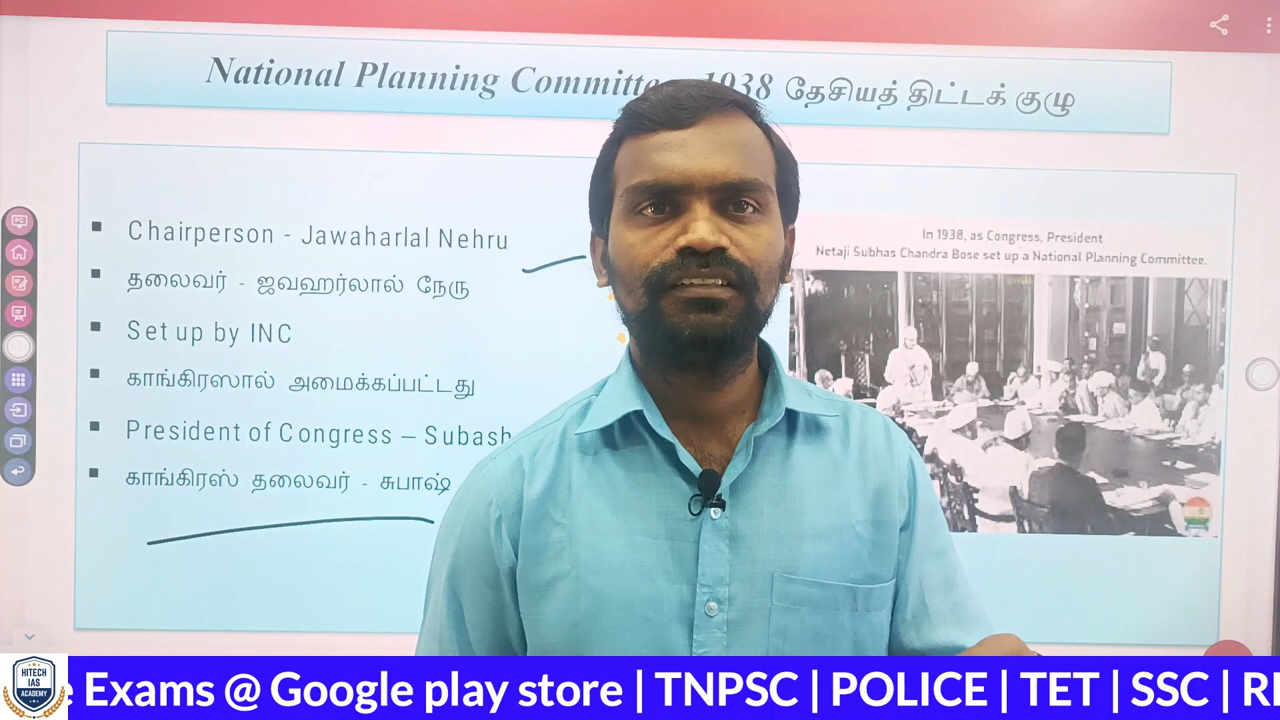 National Planning Committe 1938 தேசியத் திட்டக் குழு
Chairperson - Jawaharlal Nehru
தலைவர் - ஜவஹர்லால் நேரு
Set up by INC
காங்கிரஸால் அமைக்கப்பட்டது
President of Congress – Subash
காங்கிரஸ் தலைவர் - சுபாஷ்
In 1938, as Congress, President
Netaji Subhas Chandra Bose set up a National Planning Committee.
HITECH
IAS
ACADEMY
Exams @ Google play store | TNPSC | POLICE | TET | SSC |